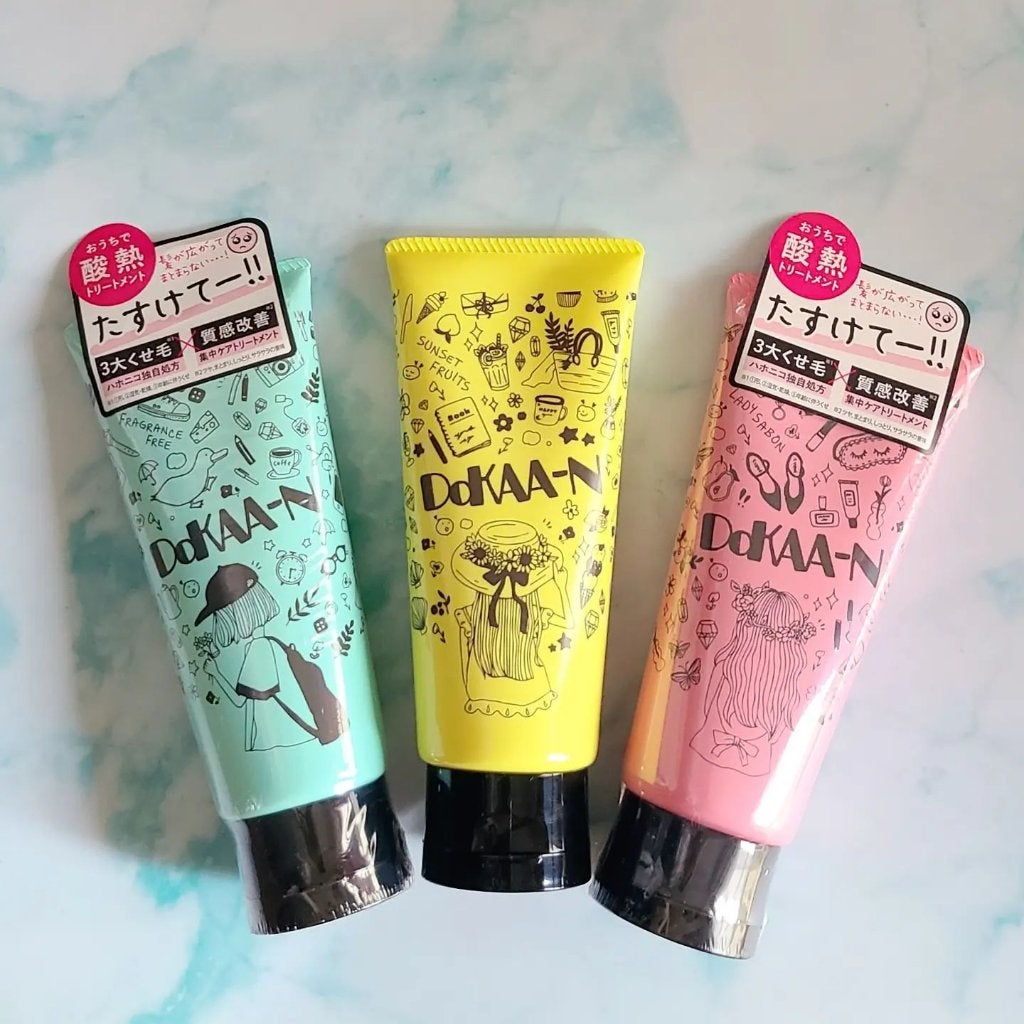 おうちで
酸熱
トリートメント
髪が広がって
まとまらない…!
たすけてー!!
3大くせ毛※1
×
質感改善※2
ハホニコ独自処方
集中ケアトリートメント
FRAGRANCE
FREE
Coffee
DoKAA-N
SUNSET
FRUITS
Book
HAPPY
DoKAA-N
おうちで
酸熱
トリートメント
髪が広がって
まとまらない…!
たすけてー!!
3大くせ毛※1
×
質感改善※2
ハホニコ独自処方
集中ケアトリートメント
LADY SABON
DoKAA-N